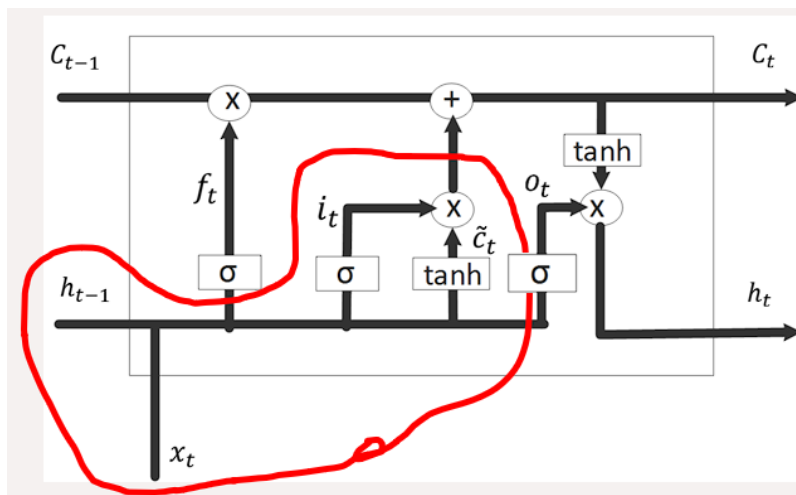 C_{t-1} C_t
x +
tanh
f_t i_t x o_t x
c̃_t
σ σ tanh σ
h_{t-1} h_t
x_t